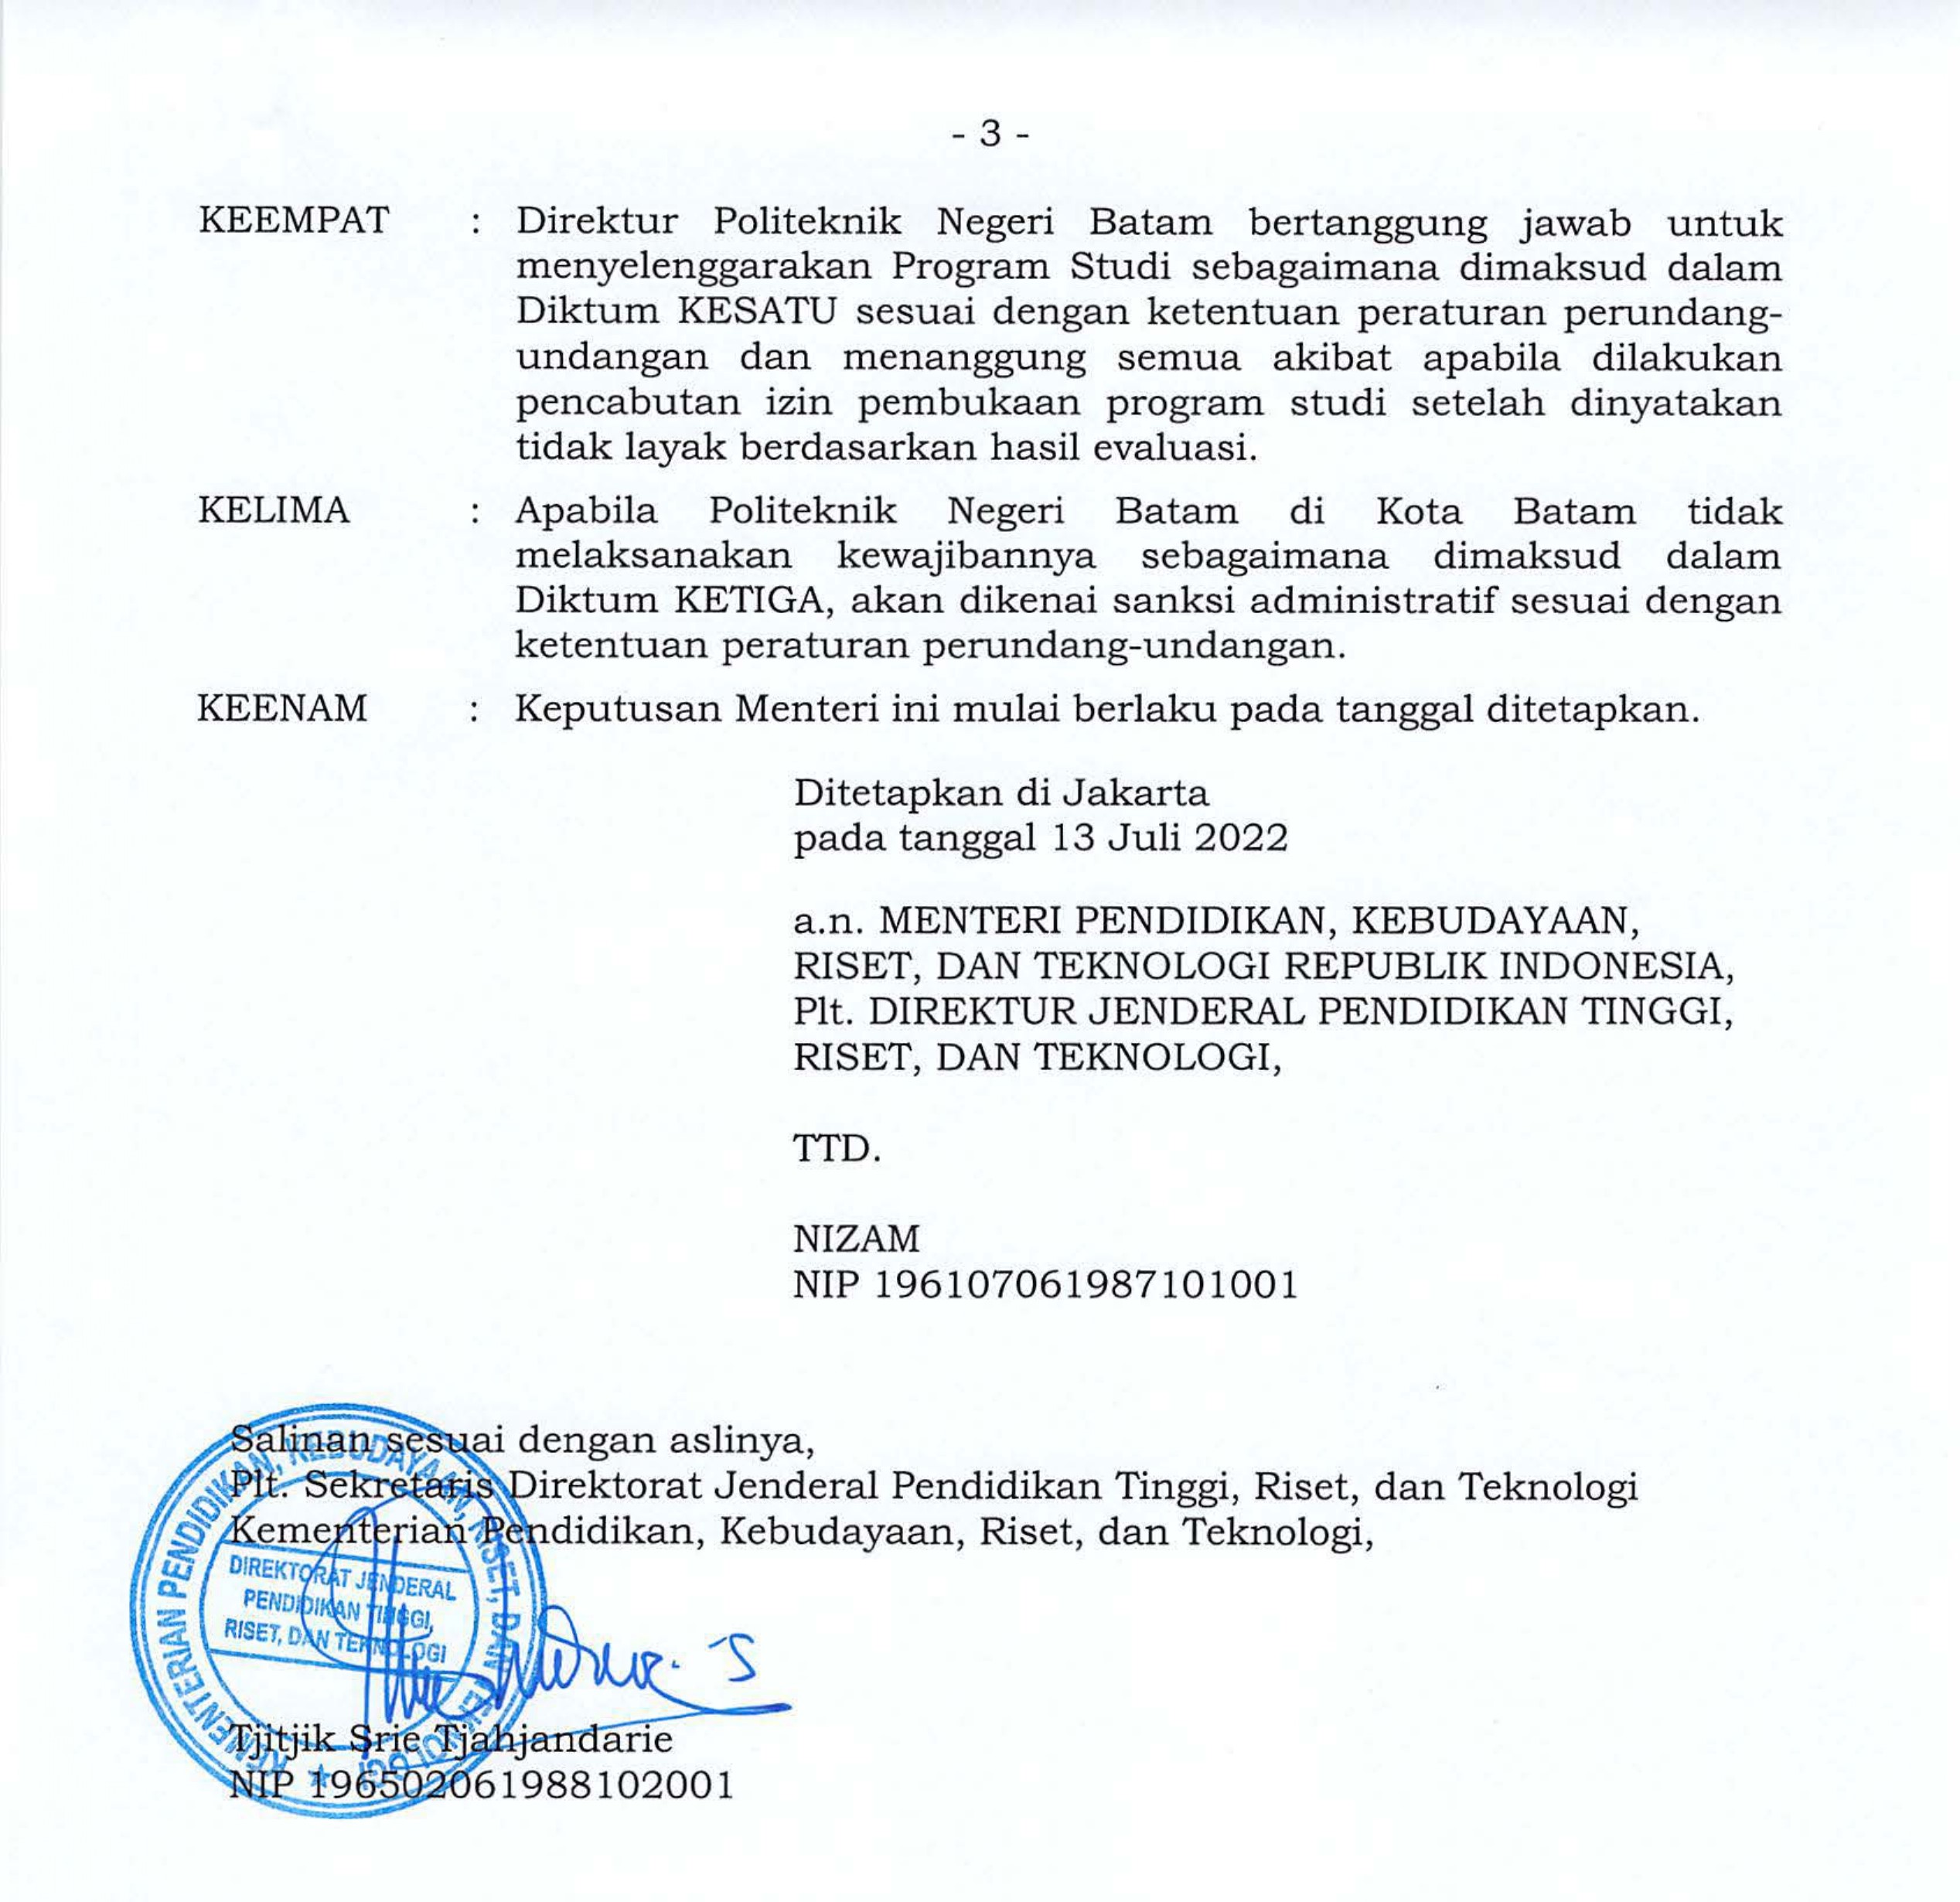 - 3 -
KEEMPAT : Direktur Politeknik Negeri Batam bertanggung jawab untuk
menyelenggarakan Program Studi sebagaimana dimaksud dalam
Diktum KESATU sesuai dengan ketentuan peraturan perundang-
undangan dan menanggung semua akibat apabila dilakukan
pencabutan izin pembukaan program studi setelah dinyatakan
tidak layak berdasarkan hasil evaluasi.
KELIMA : Apabila Politeknik Negeri Batam di Kota Batam tidak
melaksanakan kewajibannya sebagaimana dimaksud dalam
Diktum KETIGA, akan dikenai sanksi administratif sesuai dengan
ketentuan peraturan perundang-undangan.
KEENAM : Keputusan Menteri ini mulai berlaku pada tanggal ditetapkan.
Ditetapkan di Jakarta
pada tanggal 13 Juli 2022
a.n. MENTERI PENDIDIKAN, KEBUDAYAAN,
RISET, DAN TEKNOLOGI REPUBLIK INDONESIA,
Plt. DIREKTUR JENDERAL PENDIDIKAN TINGGI,
RISET, DAN TEKNOLOGI,
TTD.
NIZAM
NIP 196107061987101001
Salinan sesuai dengan aslinya,
Plt. Sekretaris Direktorat Jenderal Pendidikan Tinggi, Riset, dan Teknologi
Kementerian Pendidikan, Kebudayaan, Riset, dan Teknologi,
KEMENTERIAN PENDIDIKAN, KEBUDAYAAN, RISET, DAN TEKNOLOGI
DIREKTORAT JENDERAL
PENDIDIKAN TINGGI,
RISET, DAN TEKNOLOGI
Tjitjik Srie Tjahjandarie
NIP 196502061988102001